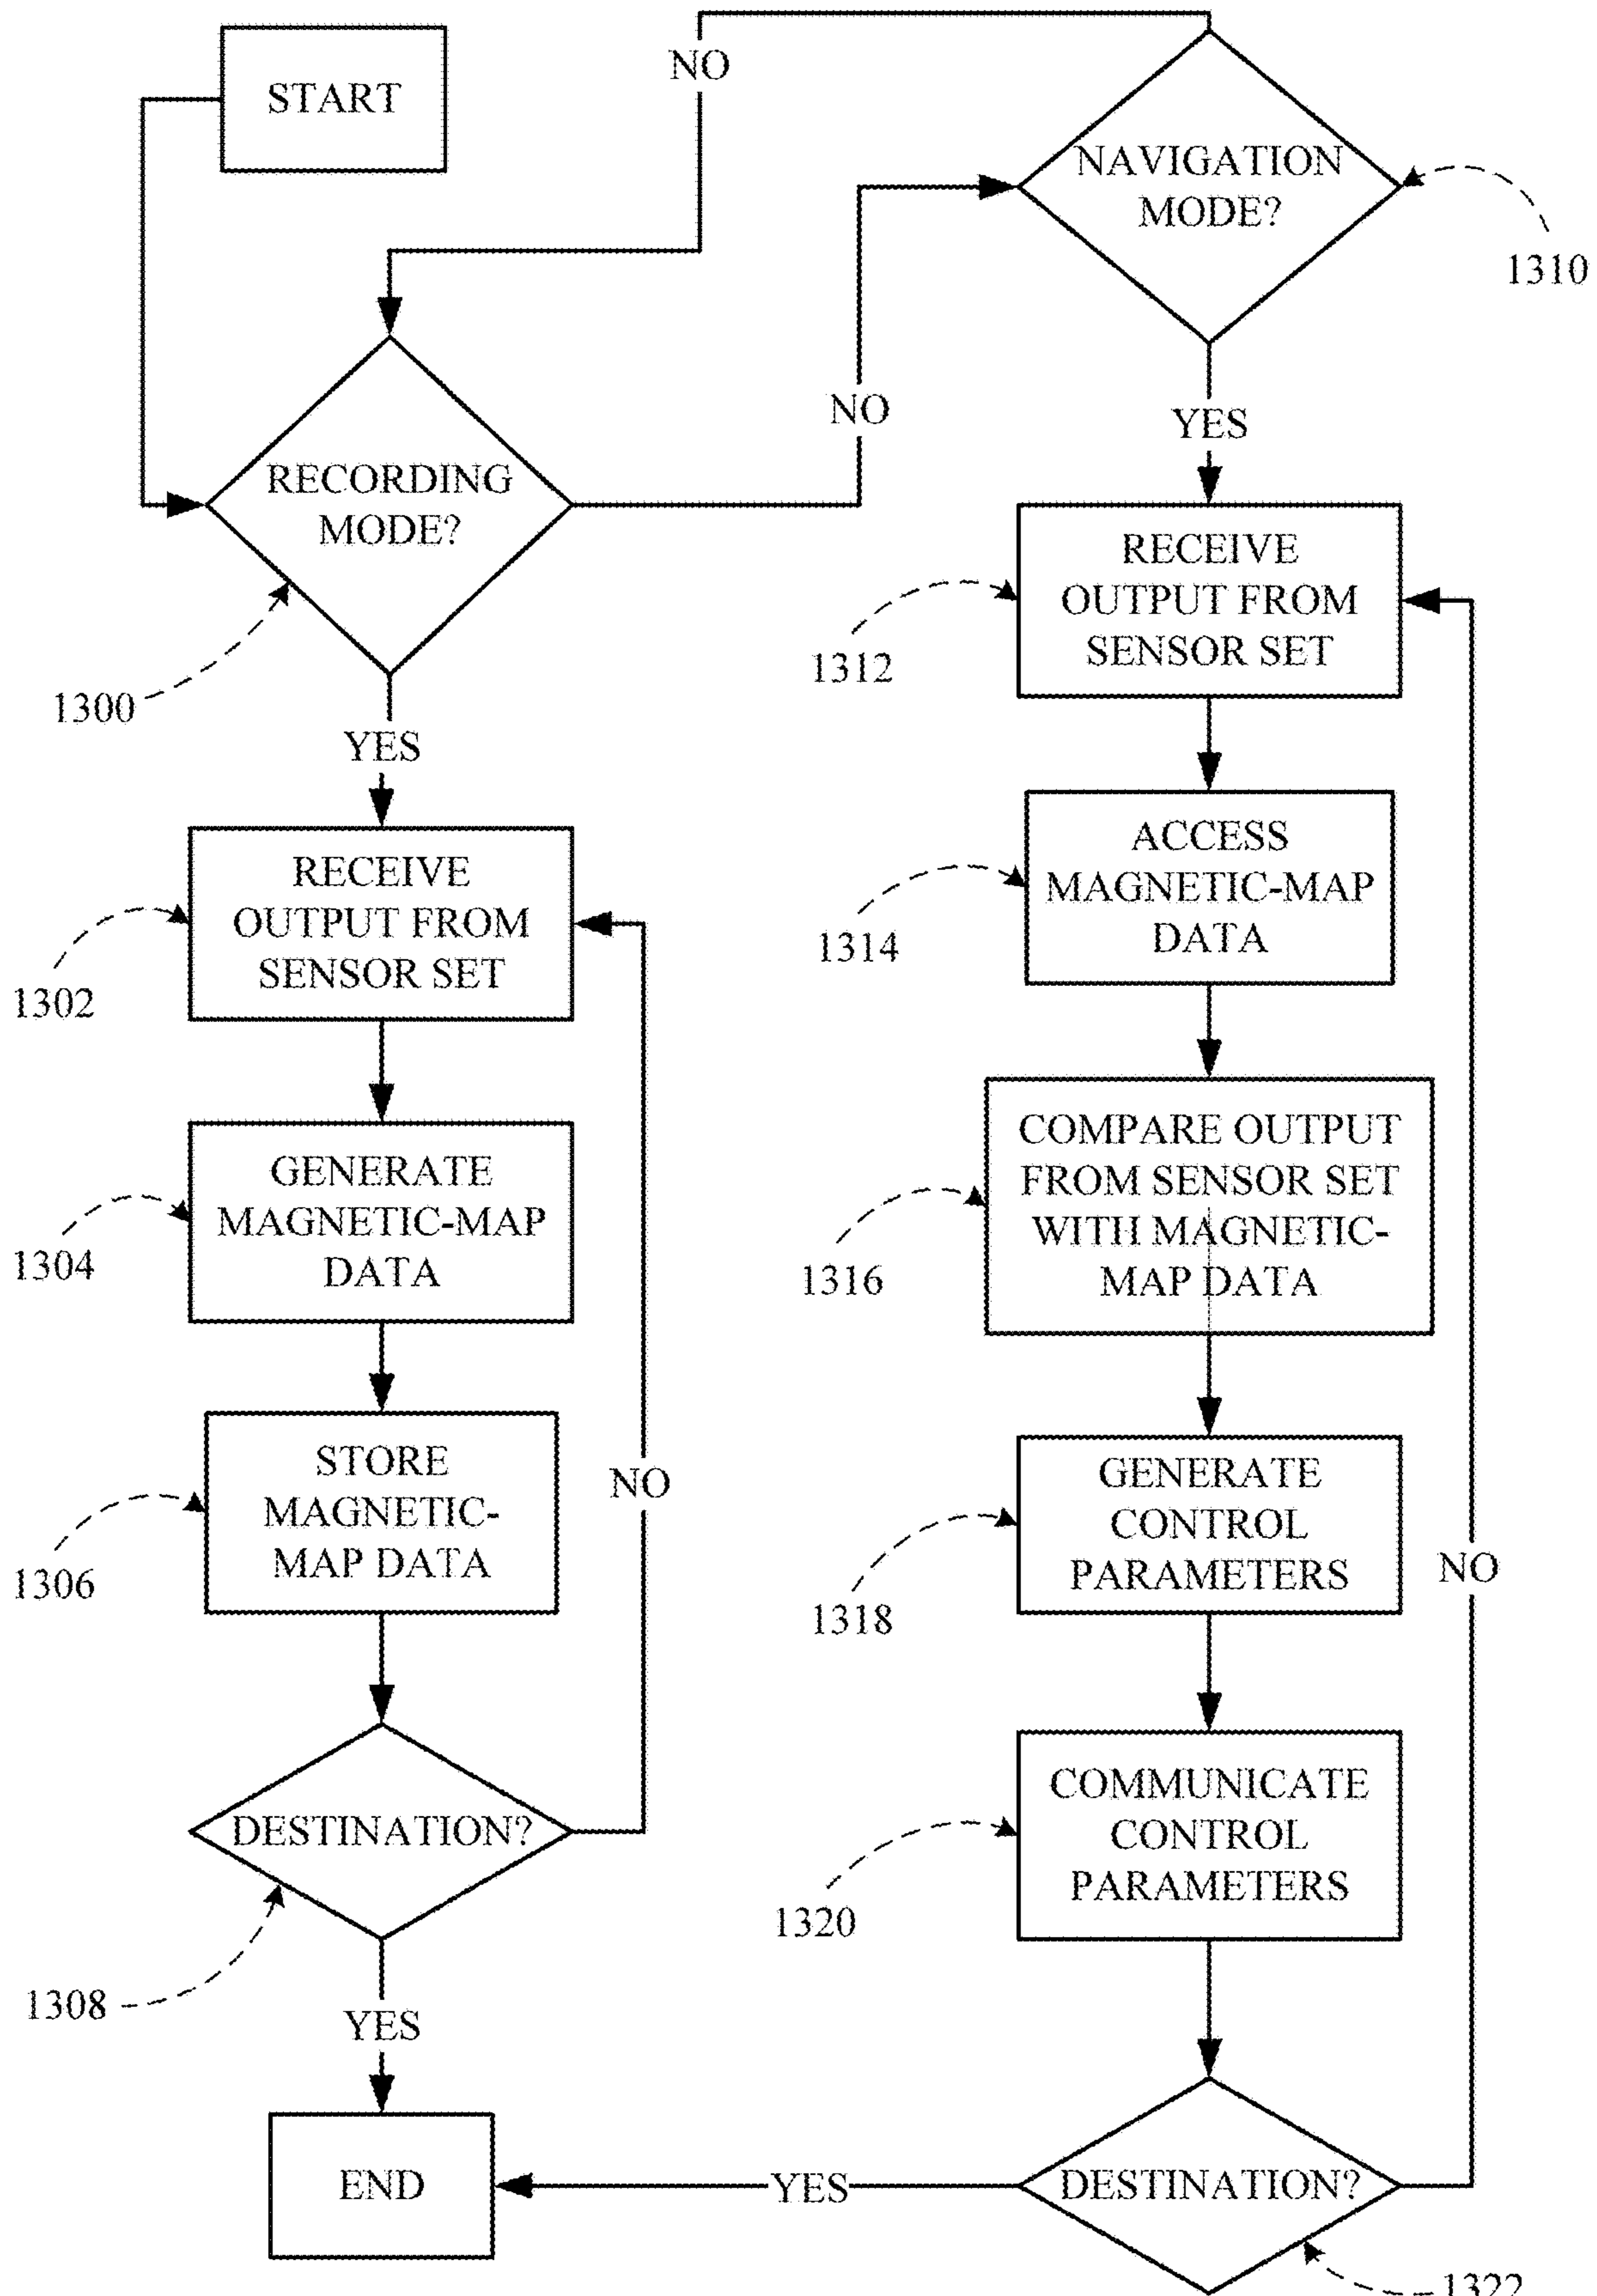 START
NO
NAVIGATION
MODE?
1310
NO
YES
RECORDING
MODE?
1300
YES
RECEIVE
OUTPUT FROM
SENSOR SET
1302
GENERATE
MAGNETIC-MAP
DATA
1304
STORE
MAGNETIC-
MAP DATA
1306
NO
DESTINATION?
1308
YES
END
RECEIVE
OUTPUT FROM
SENSOR SET
1312
ACCESS
MAGNETIC-MAP
DATA
1314
COMPARE OUTPUT
FROM SENSOR SET
WITH MAGNETIC-
MAP DATA
1316
GENERATE
CONTROL
PARAMETERS
1318
NO
COMMUNICATE
CONTROL
PARAMETERS
1320
YES
DESTINATION?
1322